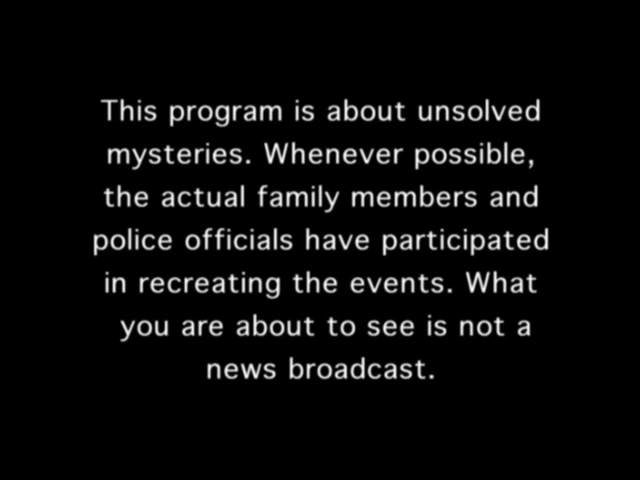 This program is about unsolved
mysteries. Whenever possible,
the actual family members and
police officials have participated
in recreating the events. What
you are about to see is not a
news broadcast.